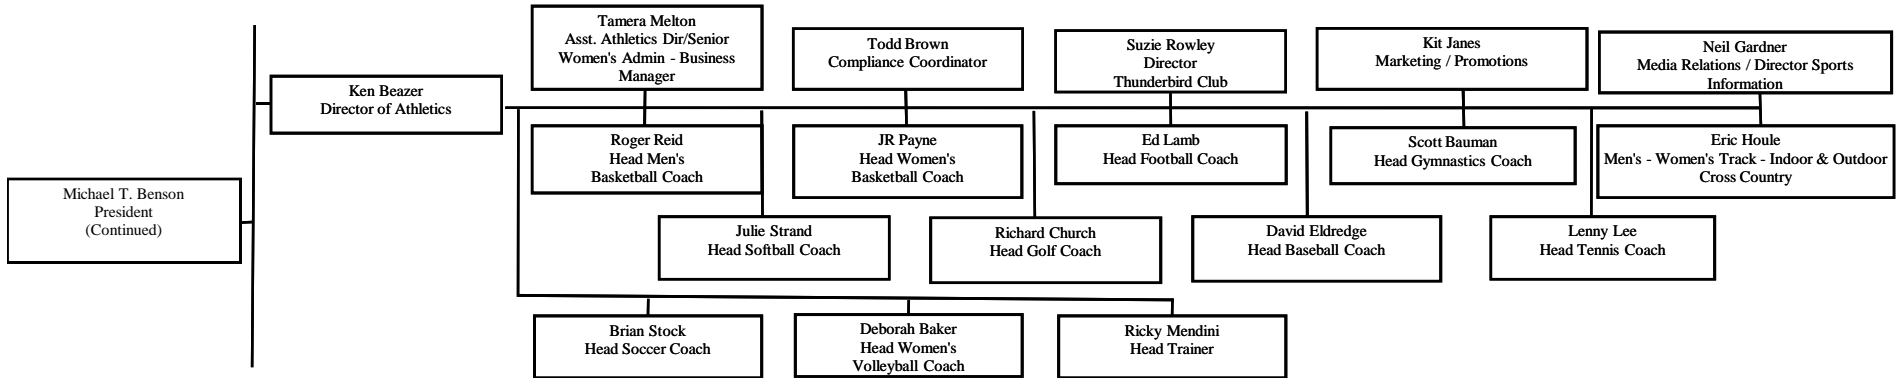 Tamera Melton
Asst. Athletics Dir/Senior
Women's Admin - Business
Manager
Todd Brown
Compliance Coordinator
Suzie Rowley
Director
Thunderbird Club
Kit Janes
Marketing / Promotions
Neil Gardner
Media Relations / Director Sports
Information
Ken Beazer
Director of Athletics
Roger Reid
Head Men's
Basketball Coach
JR Payne
Head Women's
Basketball Coach
Ed Lamb
Head Football Coach
Scott Bauman
Head Gymnastics Coach
Eric Houle
Men's - Women's Track - Indoor & Outdoor
Cross Country
Michael T. Benson
President
(Continued)
Julie Strand
Head Softball Coach
Richard Church
Head Golf Coach
David Eldredge
Head Baseball Coach
Lenny Lee
Head Tennis Coach
Brian Stock
Head Soccer Coach
Deborah Baker
Head Women's
Volleyball Coach
Ricky Mendini
Head Trainer